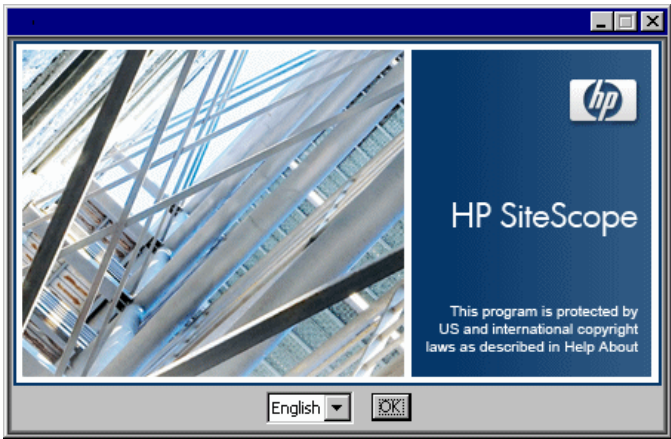 hp
HP SiteScope
This program is protected by
US and international copyright
laws as described in Help About
English
OK